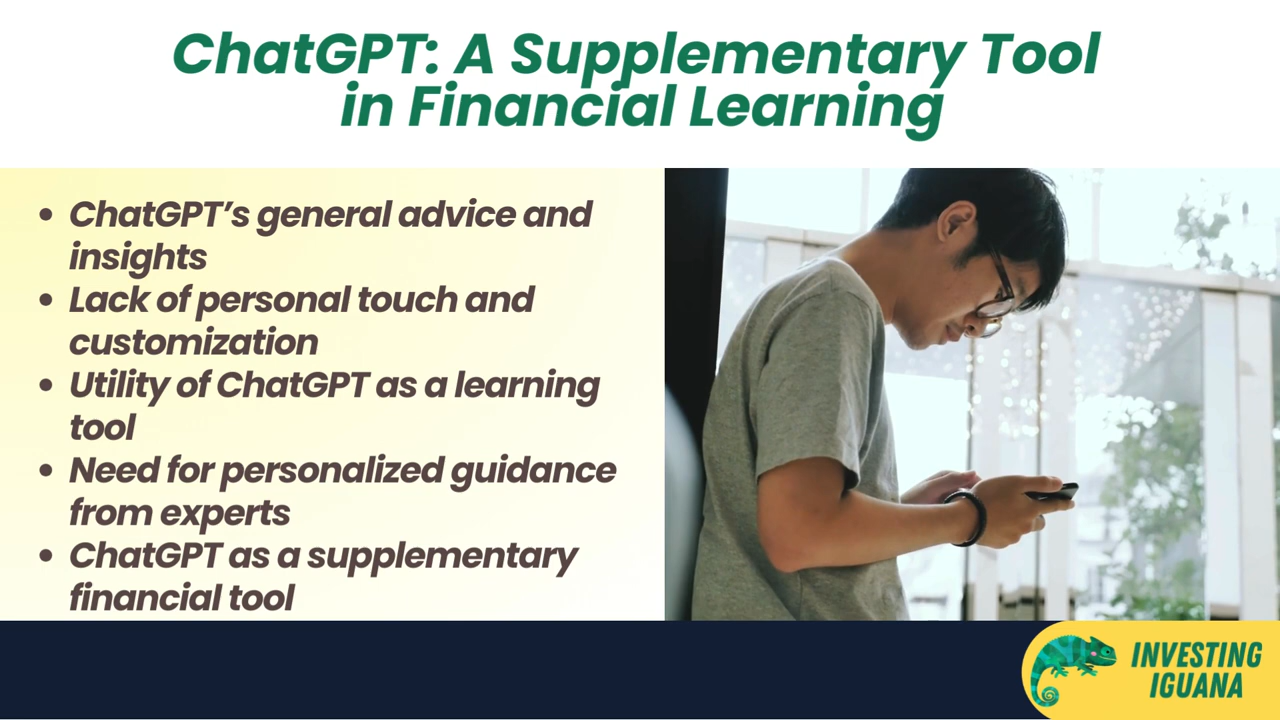 ChatGPT: A Supplementary Tool
in Financial Learning
• ChatGPT’s general advice and
insights
• Lack of personal touch and
customization
• Utility of ChatGPT as a learning
tool
• Need for personalized guidance
from experts
• ChatGPT as a supplementary
financial tool
INVESTING
IGUANA